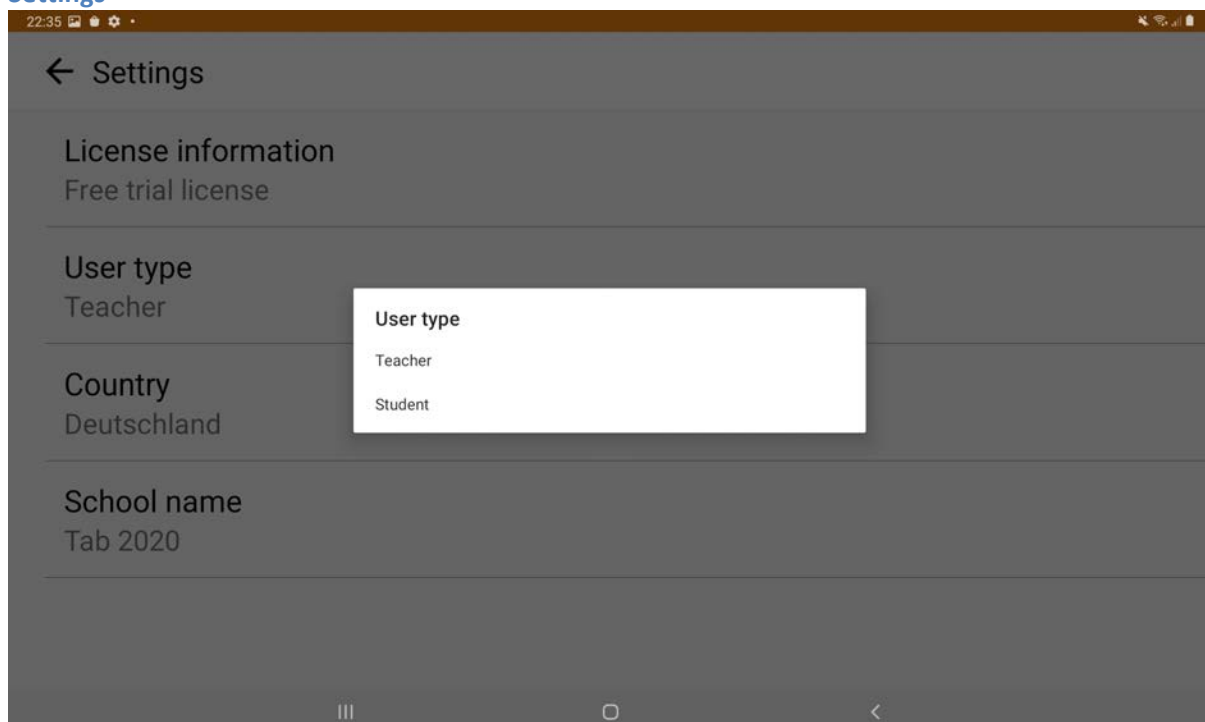 Settings
22:35
Settings
License information
Free trial license
User type
Teacher
User type
Teacher
Student
Country
Deutschland
School name
Tab 2020